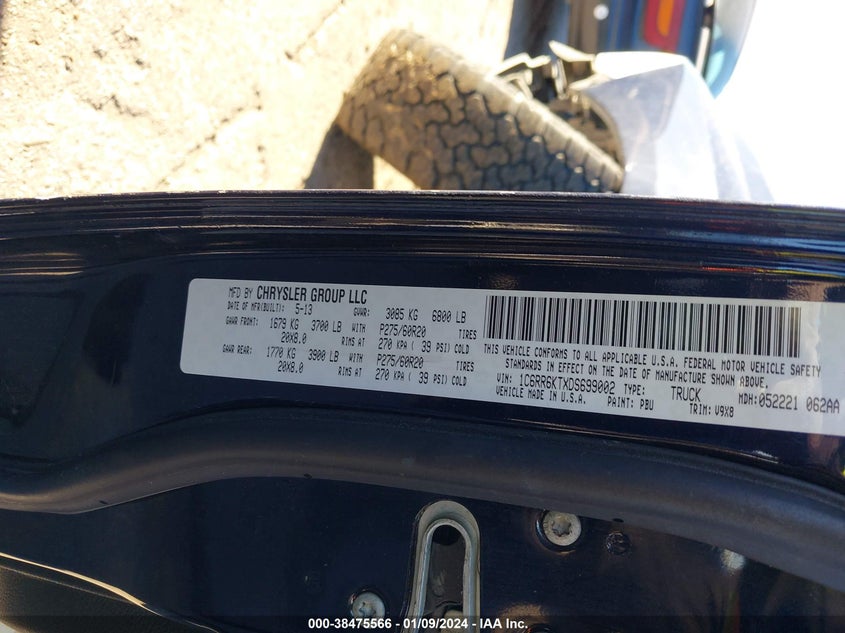 MFD BY CHRYSLER GROUP LLC
DATE OF MFR(BUILT): 5-13 GVWR: 3085 KG 6800 LB
GAWR FRONT: 1679 KG 3700 LB WITH P275/60R20 TIRES
20X8.0 RIMS AT 270 KPA ( 39 PSI) COLD
GAWR REAR: 1770 KG 3900 LB WITH P275/60R20 TIRES
20X8.0 RIMS AT 270 KPA ( 39 PSI) COLD
THIS VEHICLE CONFORMS TO ALL APPLICABLE U.S.A. FEDERAL MOTOR VEHICLE SAFETY
STANDARDS IN EFFECT ON THE DATE OF MANUFACTURE SHOWN ABOVE.
VIN: 1C6RR6KTXDS699002 TYPE: TRUCK MDH:052221 062AA
VEHICLE MADE IN U.S.A. PAINT: PBU TRIM: V9X8
000-38475566 - 01/09/2024 - IAA Inc.